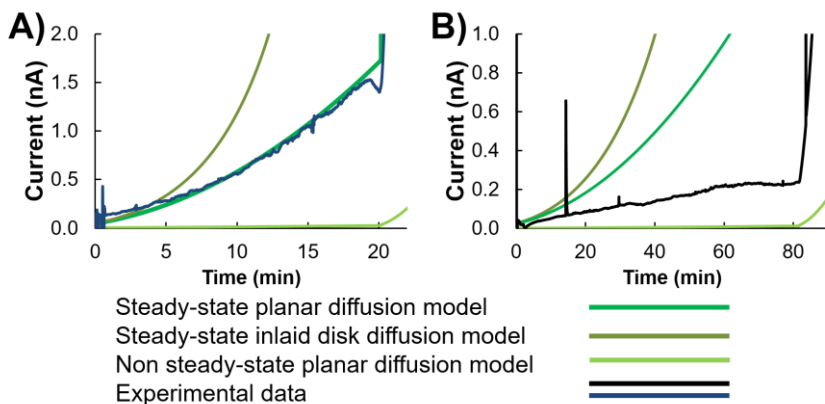 A)
B)
2.0
1.5
1.0
0.5
0.0
Current (nA)
0 5 10 15 20
Time (min)
1.0
0.8
0.6
0.4
0.2
0.0
Current (nA)
0 20 40 60 80
Time (min)
Steady-state planar diffusion model
Steady-state inlaid disk diffusion model
Non steady-state planar diffusion model
Experimental data